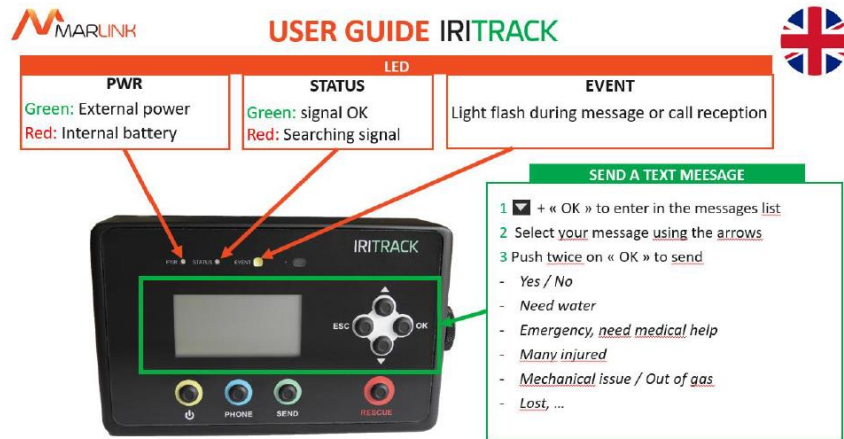 MARLINK
USER GUIDE IRITRACK
LED
PWR
Green: External power
Red: Internal battery
STATUS
Green: signal OK
Red: Searching signal
EVENT
Light flash during message or call reception
SEND A TEXT MEESAGE
1 ▼ + « OK » to enter in the messages list
2 Select your message using the arrows
3 Push twice on « OK » to send
- Yes / No
- Need water
- Emergency, need medical help
- Many injured
- Mechanical issue / Out of gas
- Lost, ...
IRITRACK
PWR STATUS EVENT
ESC OK
PHONE SEND RESCUE